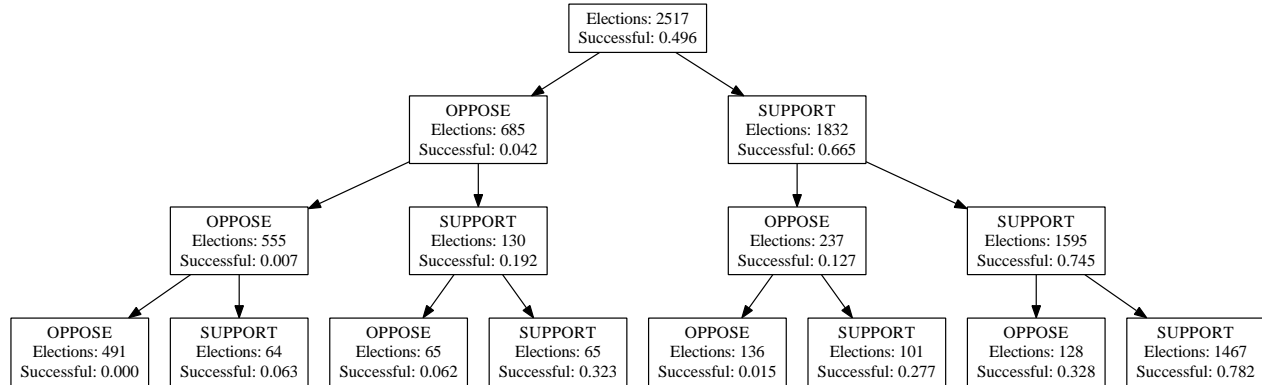 Elections: 2517
Successful: 0.496
OPPOSE
Elections: 685
Successful: 0.042
SUPPORT
Elections: 1832
Successful: 0.665
OPPOSE
Elections: 555
Successful: 0.007
SUPPORT
Elections: 130
Successful: 0.192
OPPOSE
Elections: 237
Successful: 0.127
SUPPORT
Elections: 1595
Successful: 0.745
OPPOSE
Elections: 491
Successful: 0.000
SUPPORT
Elections: 64
Successful: 0.063
OPPOSE
Elections: 65
Successful: 0.062
SUPPORT
Elections: 65
Successful: 0.323
OPPOSE
Elections: 136
Successful: 0.015
SUPPORT
Elections: 101
Successful: 0.277
OPPOSE
Elections: 128
Successful: 0.328
SUPPORT
Elections: 1467
Successful: 0.782